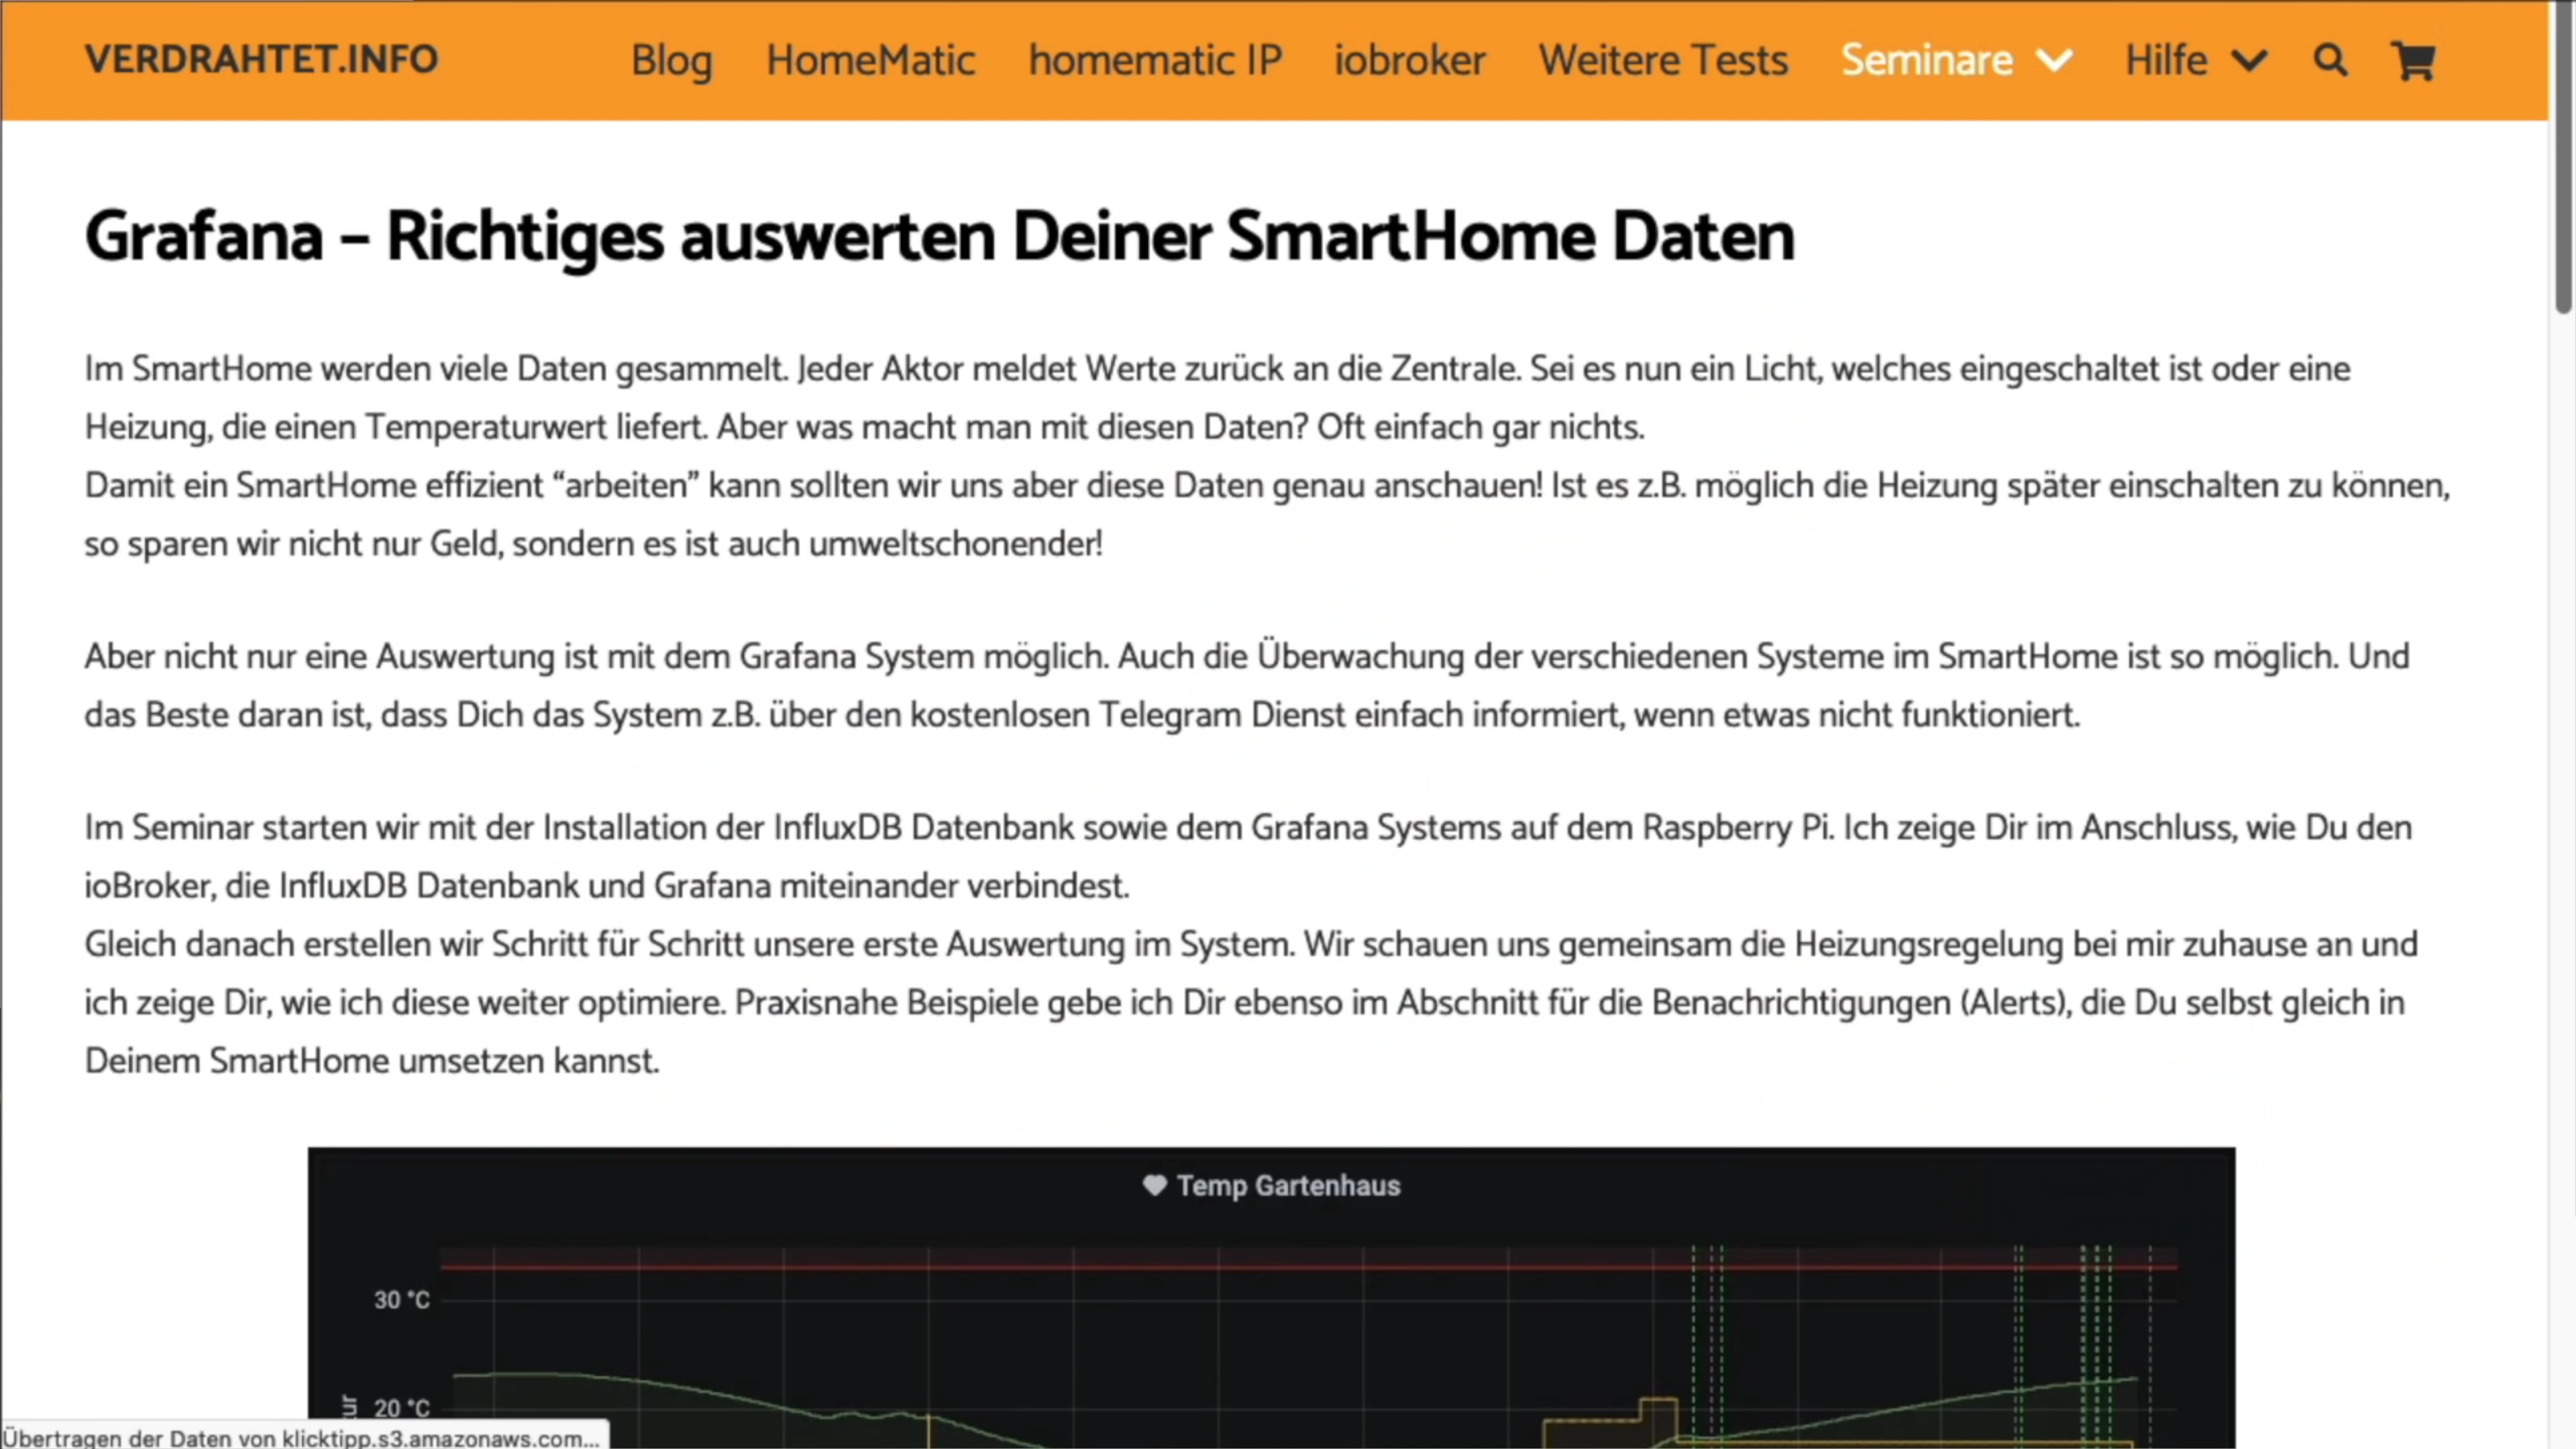 VERDRAHTET.INFO Blog HomeMatic homematic IP iobroker Weitere Tests Seminare Hilfe
Grafana – Richtiges auswerten Deiner SmartHome Daten
Im SmartHome werden viele Daten gesammelt. Jeder Aktor meldet Werte zurück an die Zentrale. Sei es nun ein Licht, welches eingeschaltet ist oder eine
Heizung, die einen Temperaturwert liefert. Aber was macht man mit diesen Daten? Oft einfach gar nichts.
Damit ein SmartHome effizient “arbeiten” kann sollten wir uns aber diese Daten genau anschauen! Ist es z.B. möglich die Heizung später einschalten zu können,
so sparen wir nicht nur Geld, sondern es ist auch umweltschonender!
Aber nicht nur eine Auswertung ist mit dem Grafana System möglich. Auch die Überwachung der verschiedenen Systeme im SmartHome ist so möglich. Und
das Beste daran ist, dass Dich das System z.B. über den kostenlosen Telegram Dienst einfach informiert, wenn etwas nicht funktioniert.
Im Seminar starten wir mit der Installation der InfluxDB Datenbank sowie dem Grafana Systems auf dem Raspberry Pi. Ich zeige Dir im Anschluss, wie Du den
ioBroker, die InfluxDB Datenbank und Grafana miteinander verbindest.
Gleich danach erstellen wir Schritt für Schritt unsere erste Auswertung im System. Wir schauen uns gemeinsam die Heizungsregelung bei mir zuhause an und
ich zeige Dir, wie ich diese weiter optimiere. Praxisnahe Beispiele gebe ich Dir ebenso im Abschnitt für die Benachrichtigungen (Alerts), die Du selbst gleich in
Deinem SmartHome umsetzen kannst.
Temp Gartenhaus
30 °C
20 °C
Übertragen der Daten von klicktipp.s3.amazonaws.com...